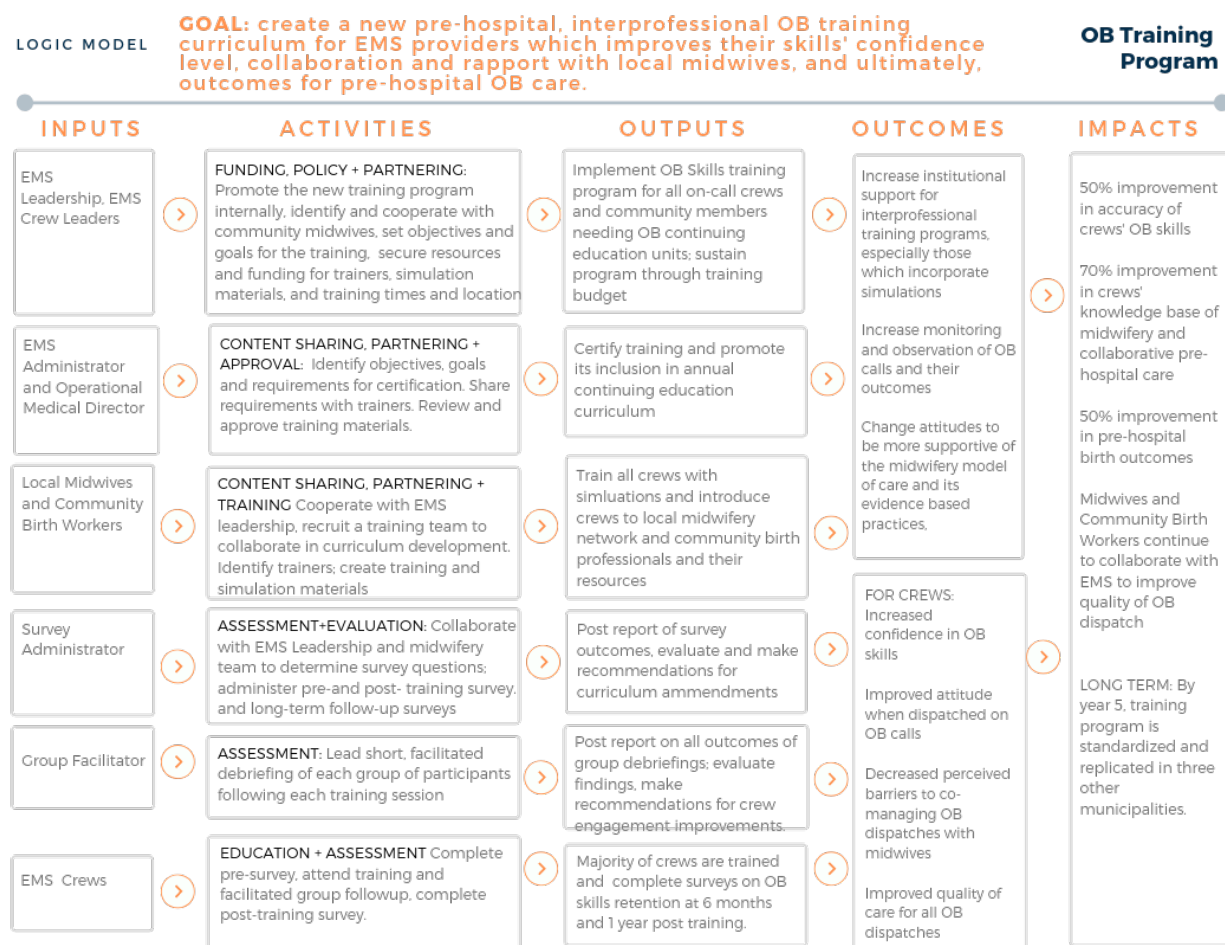 LOGIC MODEL
GOAL: create a new pre-hospital, interprofessional OB training
curriculum for EMS providers which improves their skills' confidence
level, collaboration and rapport with local midwives, and ultimately,
outcomes for pre-hospital OB care.
OB Training
Program
INPUTS
ACTIVITIES
OUTPUTS
OUTCOMES
IMPACTS
EMS
Leadership, EMS
Crew Leaders
FUNDING, POLICY + PARTNERING:
Promote the new training program
internally, identify and cooperate with
community midwives, set objectives and
goals for the training, secure resources
and funding for trainers, simulation
materials, and training times and location
Implement OB Skills training
program for all on-call crews
and community members
needing OB continuing
education units; sustain
program through training
budget
EMS
Administrator
and Operational
Medical Director
CONTENT SHARING, PARTNERING +
APPROVAL: Identify objectives, goals
and requirements for certification. Share
requirements with trainers. Review and
approve training materials.
Certify training and promote
its inclusion in annual
continuing education
curriculum
Local Midwives
and Community
Birth Workers
CONTENT SHARING, PARTNERING +
TRAINING Cooperate with EMS
leadership, recruit a training team to
collaborate in curriculum development.
Identify trainers; create training and
simulation materials
Train all crews with
simluations and introduce
crews to local midwifery
network and community birth
professionals and their
resources
Survey
Administrator
ASSESSMENT+EVALUATION: Collaborate
with EMS Leadership and midwifery
team to determine survey questions;
administer pre-and post- training survey.
and long-term follow-up surveys
Post report of survey
outcomes, evaluate and make
recommendations for
curriculum ammendments
Group Facilitator
ASSESSMENT: Lead short, facilitated
debriefing of each group of participants
following each training session
Post report on all outcomes of
group debriefings; evaluate
findings, make
recommendations for crew
engagement improvements.
EMS Crews
EDUCATION + ASSESSMENT Complete
pre-survey, attend training and
facilitated group followup, complete
post-training survey.
Majority of crews are trained
and complete surveys on OB
skills retention at 6 months
and 1 year post training.
Increase institutional
support for
interprofessional
training programs,
especially those
which incorporate
simulations
Increase monitoring
and observation of OB
calls and their
outcomes
Change attitudes to
be more supportive of
the midwifery model
of care and its
evidence based
practices,
FOR CREWS:
Increased
confidence in OB
skills
Improved attitude
when dispatched on
OB calls
Decreased perceived
barriers to co-
managing OB
dispatches with
midwives
Improved quality of
care for all OB
dispatches
50% improvement
in accuracy of
crews' OB skills
70% improvement
in crews'
knowledge base of
midwifery and
collaborative pre-
hospital care
50% improvement
in pre-hospital
birth outcomes
Midwives and
Community Birth
Workers continue
to collaborate with
EMS to improve
quality of OB
dispatch
LONG TERM: By
year 5, training
program is
standardized and
replicated in three
other
municipalities.